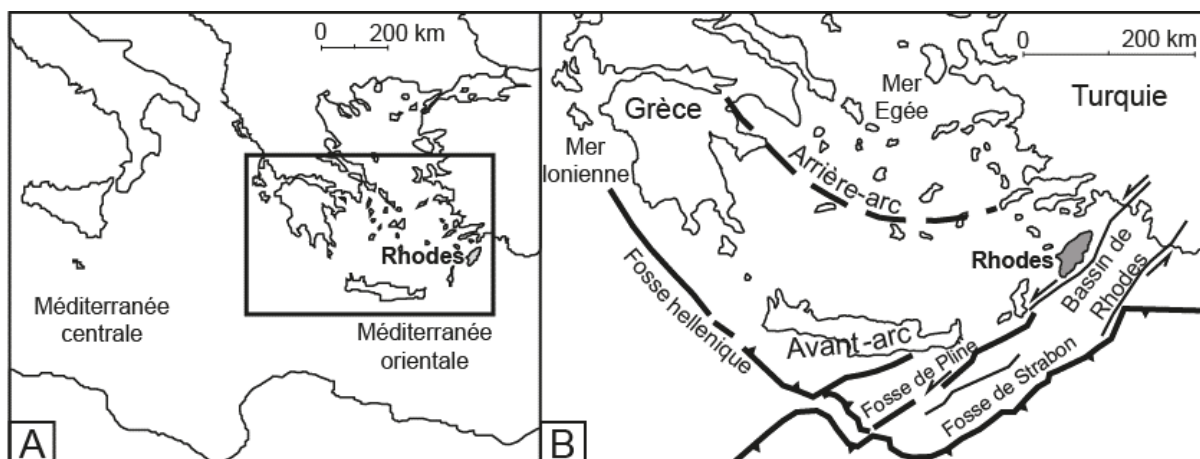 0 200 km
Rhodes
Méditerranée
centrale
Méditerranée
orientale
A
0 200 km
Grèce
Mer
Egée
Turquie
Mer
Ionienne
Arrière-arc
Rhodes
Bassin de
Rhodes
Fosse hellenique
Avant-arc
Fosse de Pline
Fosse de Strabon
B